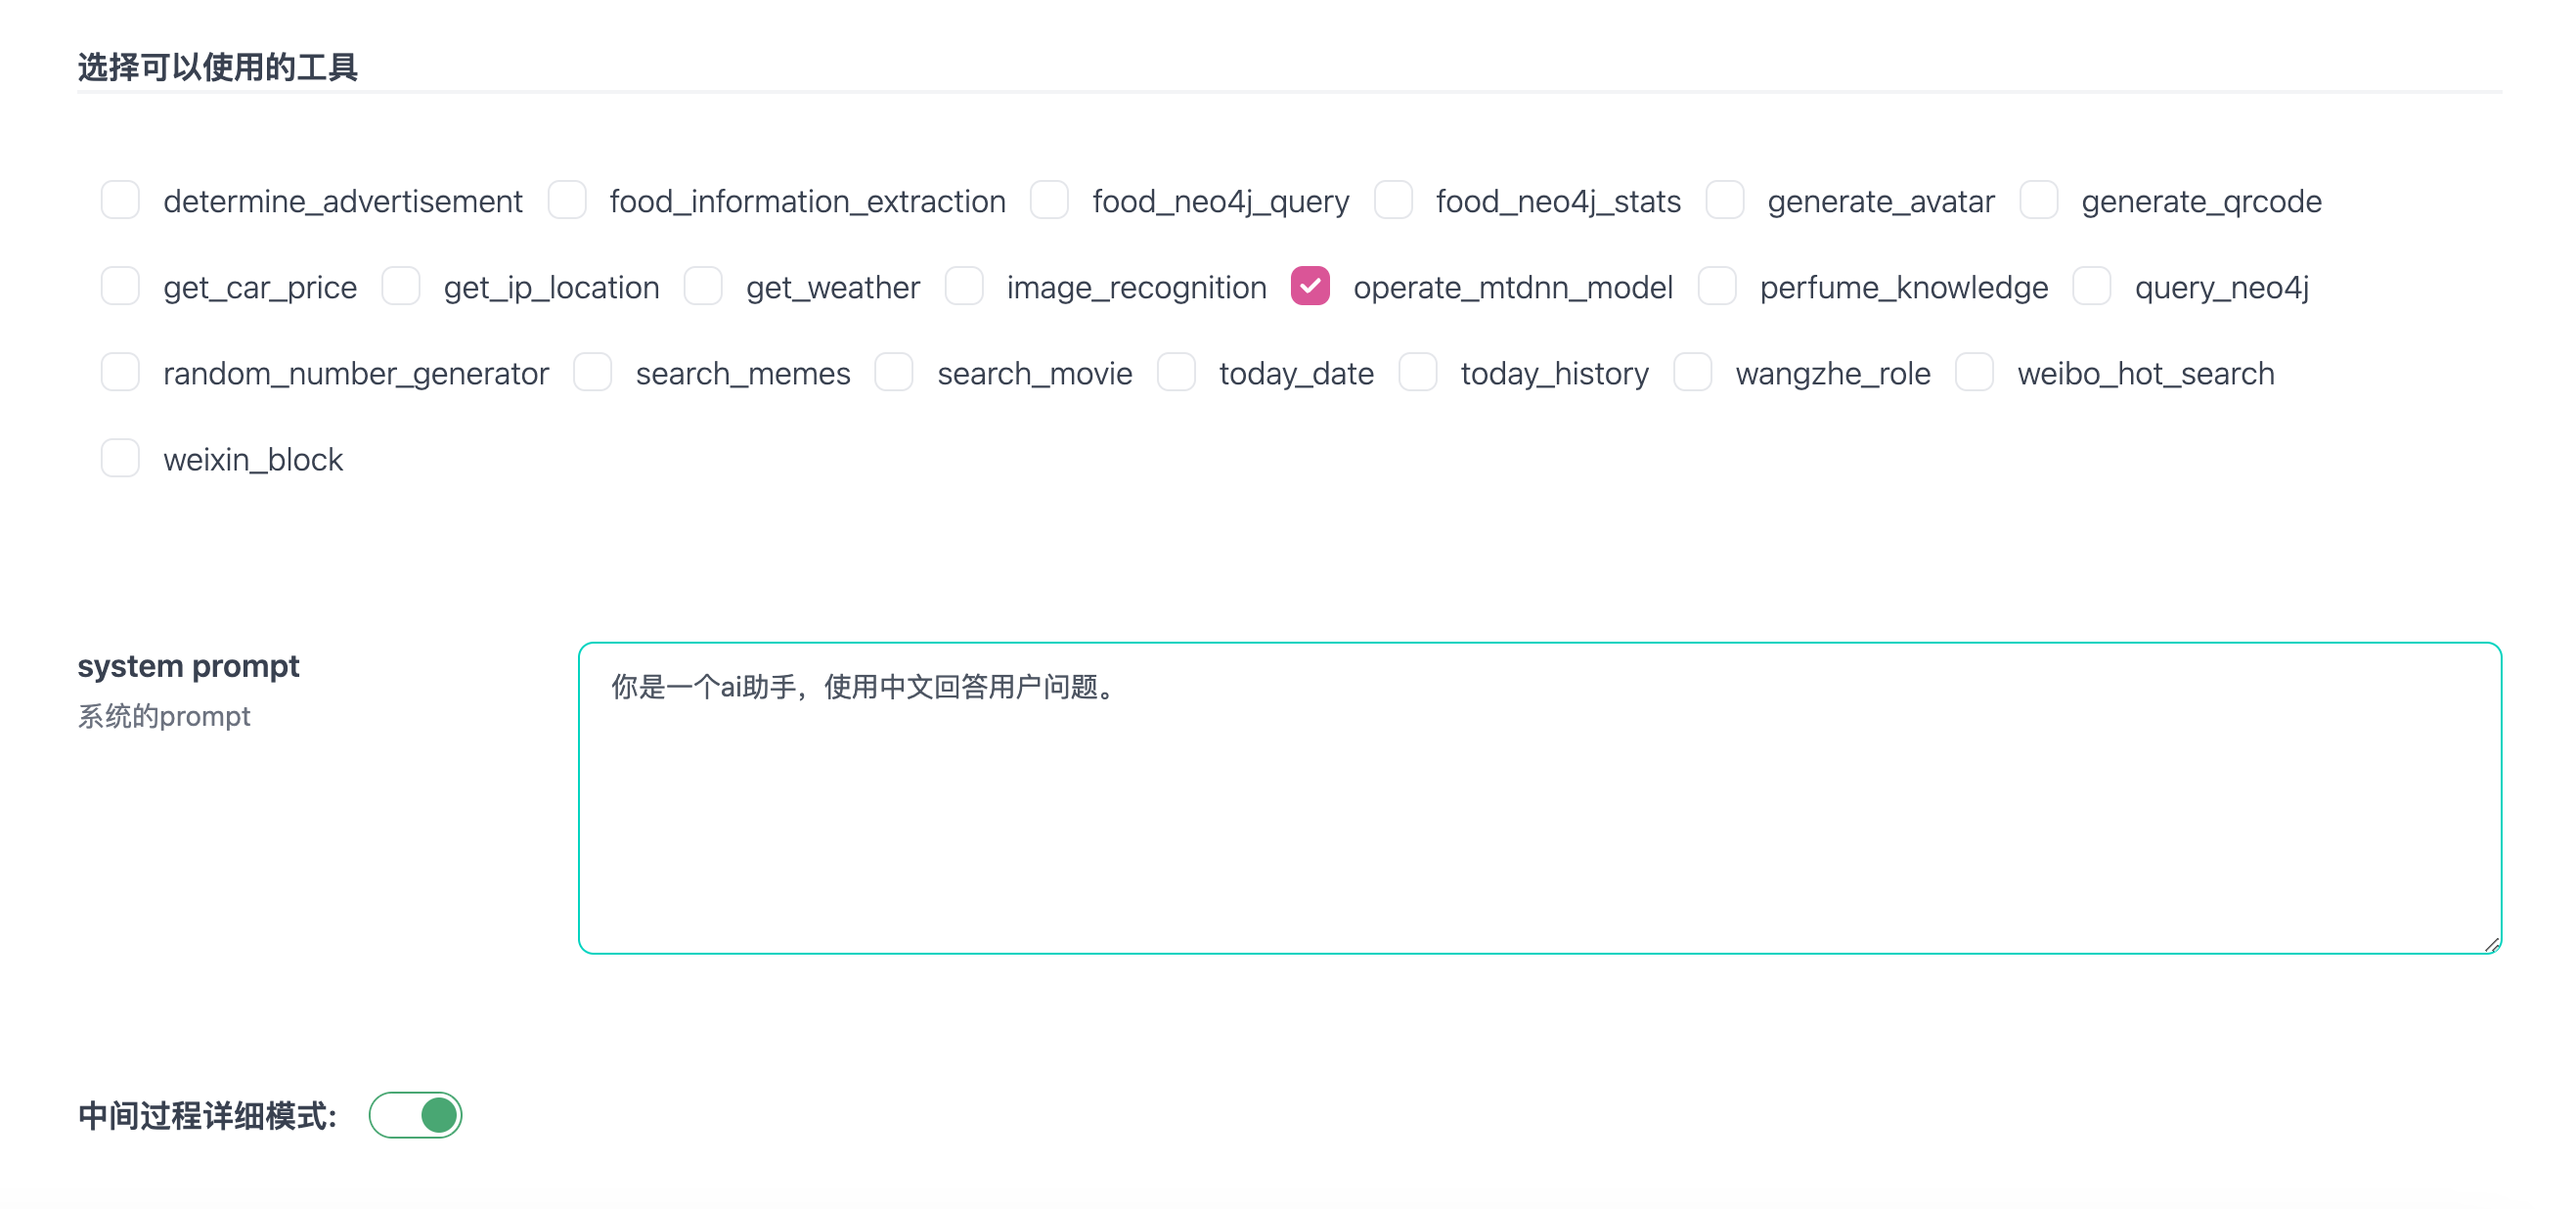 选择可以使用的工具
determine_advertisement food_information_extraction food_neo4j_query food_neo4j_stats generate_avatar generate_qrcode
get_car_price get_ip_location get_weather image_recognition operate_mtdnn_model perfume_knowledge query_neo4j
random_number_generator search_memes search_movie today_date today_history wangzhe_role weibo_hot_search
weixin_block
system prompt
系统的prompt
你是一个ai助手，使用中文回答用户问题。
中间过程详细模式: